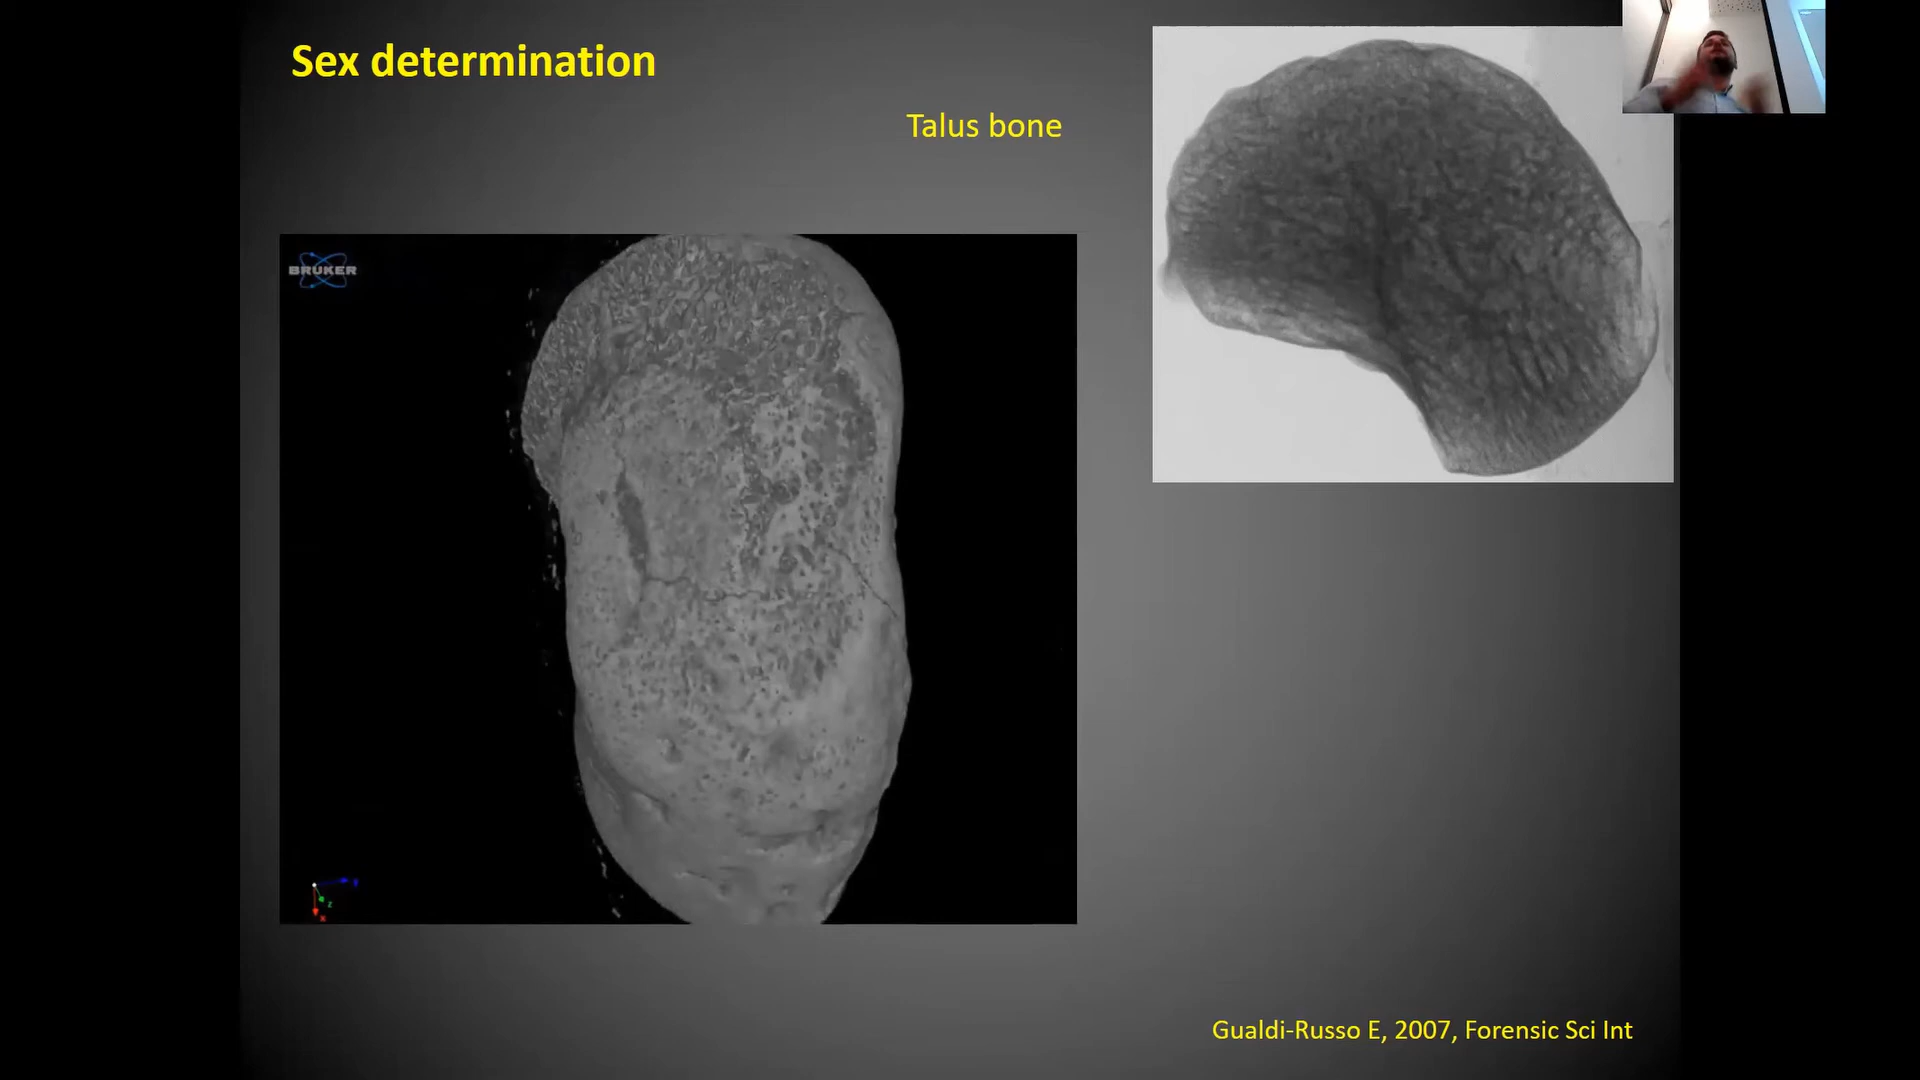 Sex determination
Talus bone
BRUKER
Y
Z
X
Gualdi-Russo E, 2007, Forensic Sci Int